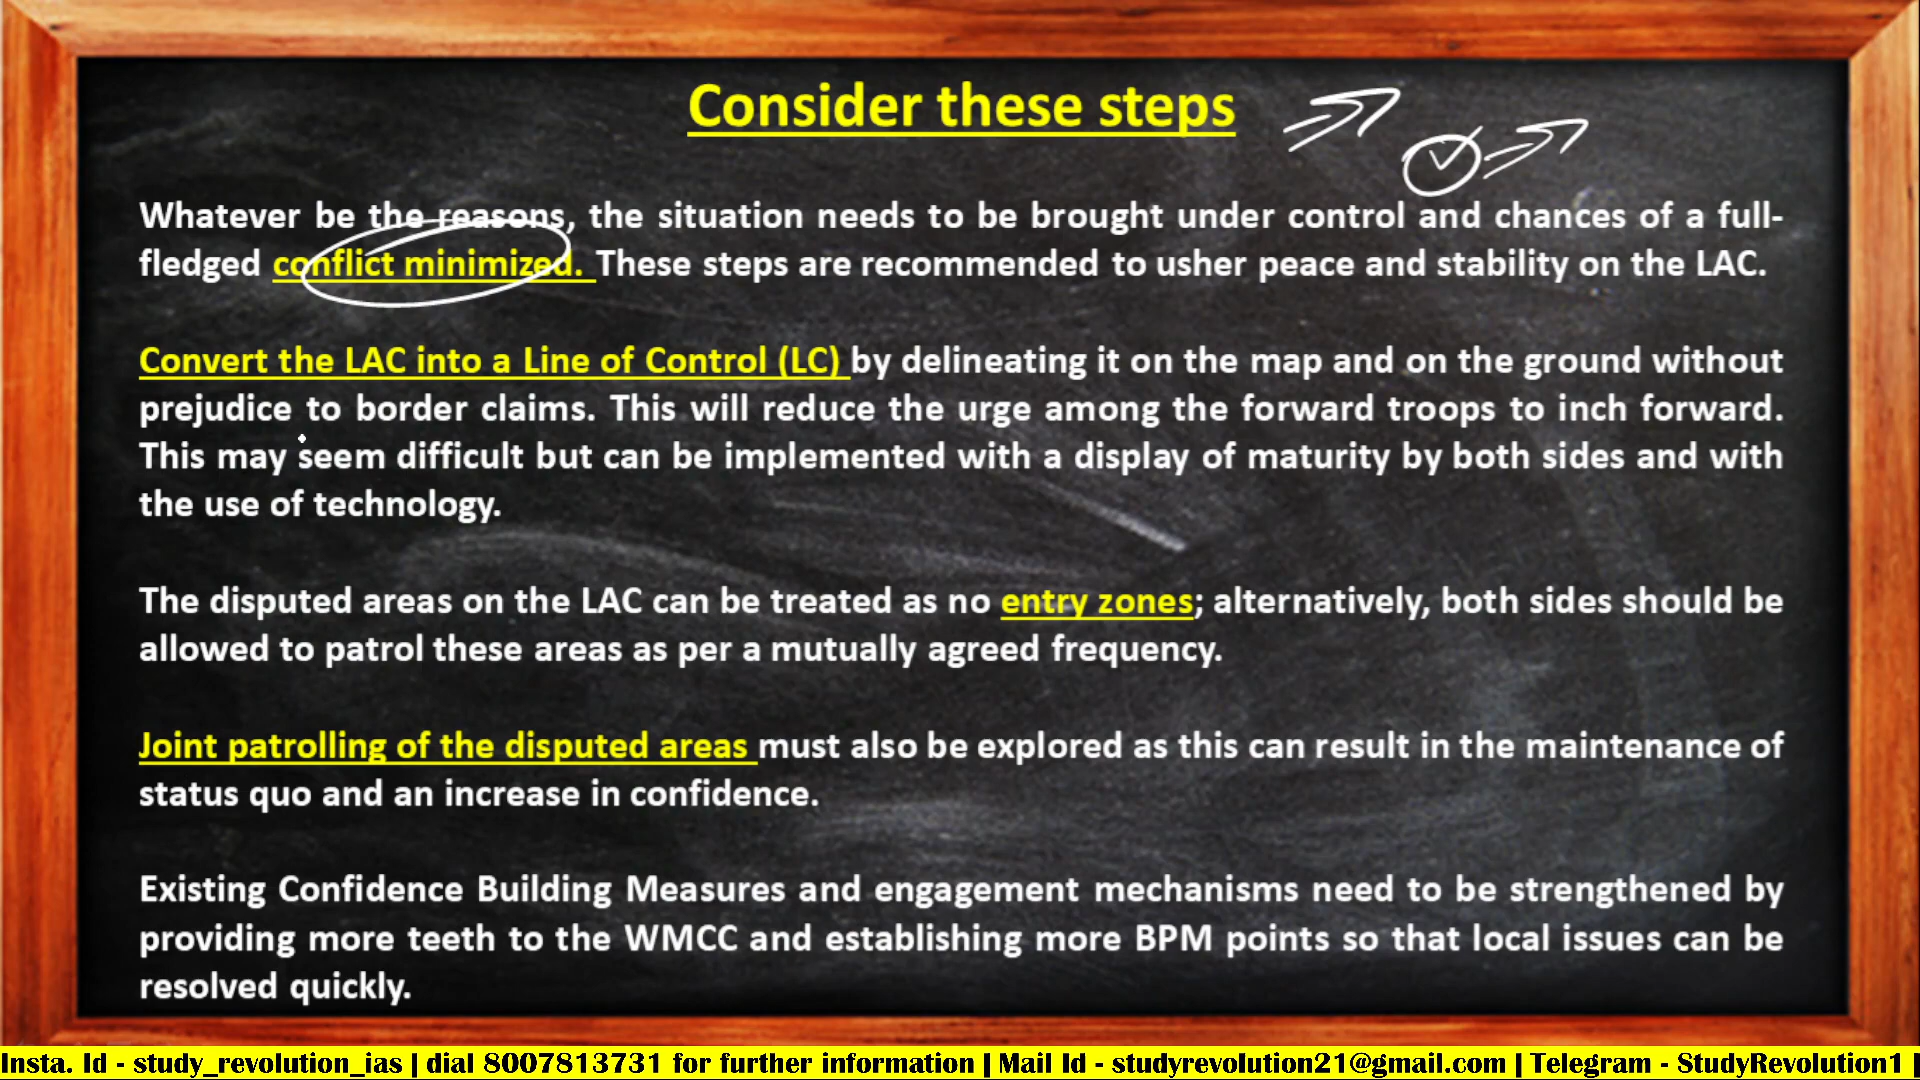 Consider these steps
Whatever be the reasons, the situation needs to be brought under control and chances of a full-
fledged conflict minimized. These steps are recommended to usher peace and stability on the LAC.
Convert the LAC into a Line of Control (LC) by delineating it on the map and on the ground without
prejudice to border claims. This will reduce the urge among the forward troops to inch forward.
This may seem difficult but can be implemented with a display of maturity by both sides and with
the use of technology.
The disputed areas on the LAC can be treated as no entry zones; alternatively, both sides should be
allowed to patrol these areas as per a mutually agreed frequency.
Joint patrolling of the disputed areas must also be explored as this can result in the maintenance of
status quo and an increase in confidence.
Existing Confidence Building Measures and engagement mechanisms need to be strengthened by
providing more teeth to the WMCC and establishing more BPM points so that local issues can be
resolved quickly.
Insta. Id - study_revolution_ias | dial 8007813731 for further information | Mail Id - studyrevolution21@gmail.com | Telegram - StudyRevolution1 |